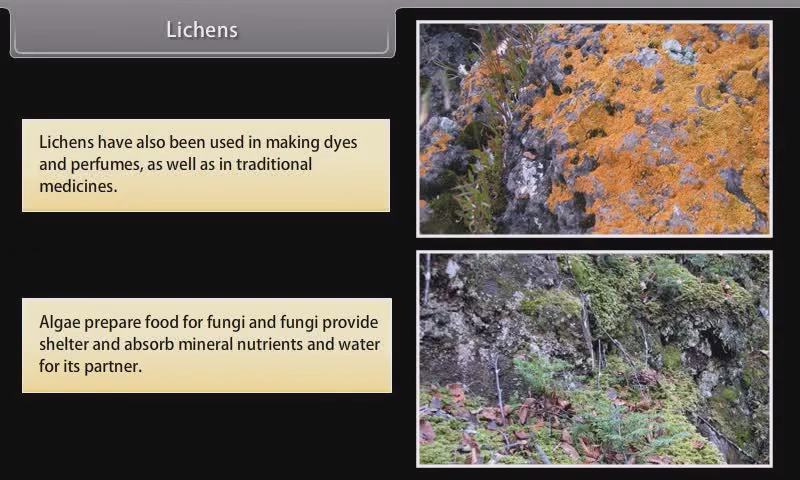 Lichens
Lichens have also been used in making dyes
and perfumes, as well as in traditional
medicines.
Algae prepare food for fungi and fungi provide
shelter and absorb mineral nutrients and water
for its partner.